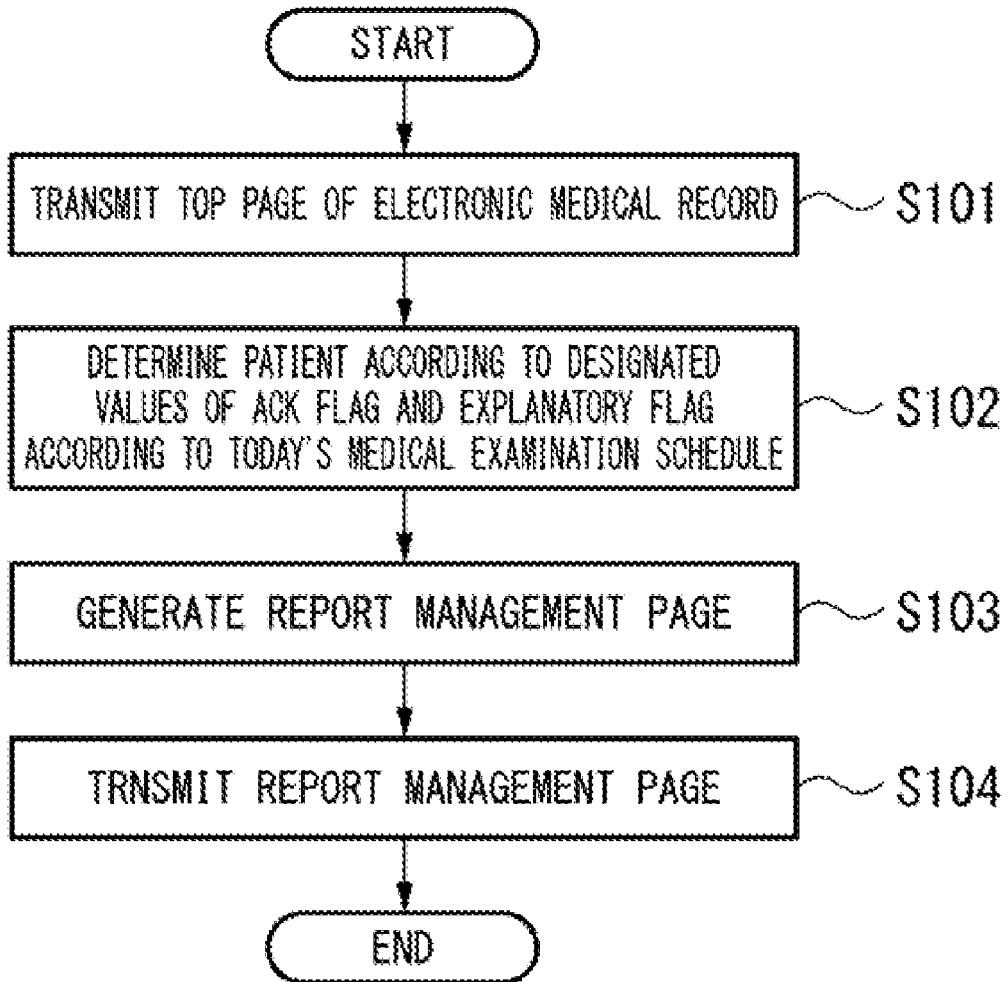 START
TRANSMIT TOP PAGE OF ELECTRONIC MEDICAL RECORD
S101
DETERMINE PATIENT ACCORDING TO DESIGNATED
VALUES OF ACK FLAG AND EXPLANATORY FLAG
ACCORDING TO TODAY'S MEDICAL EXAMINATION SCHEDULE
S102
GENERATE REPORT MANAGEMENT PAGE
S103
TRNSMIT REPORT MANAGEMENT PAGE
S104
END